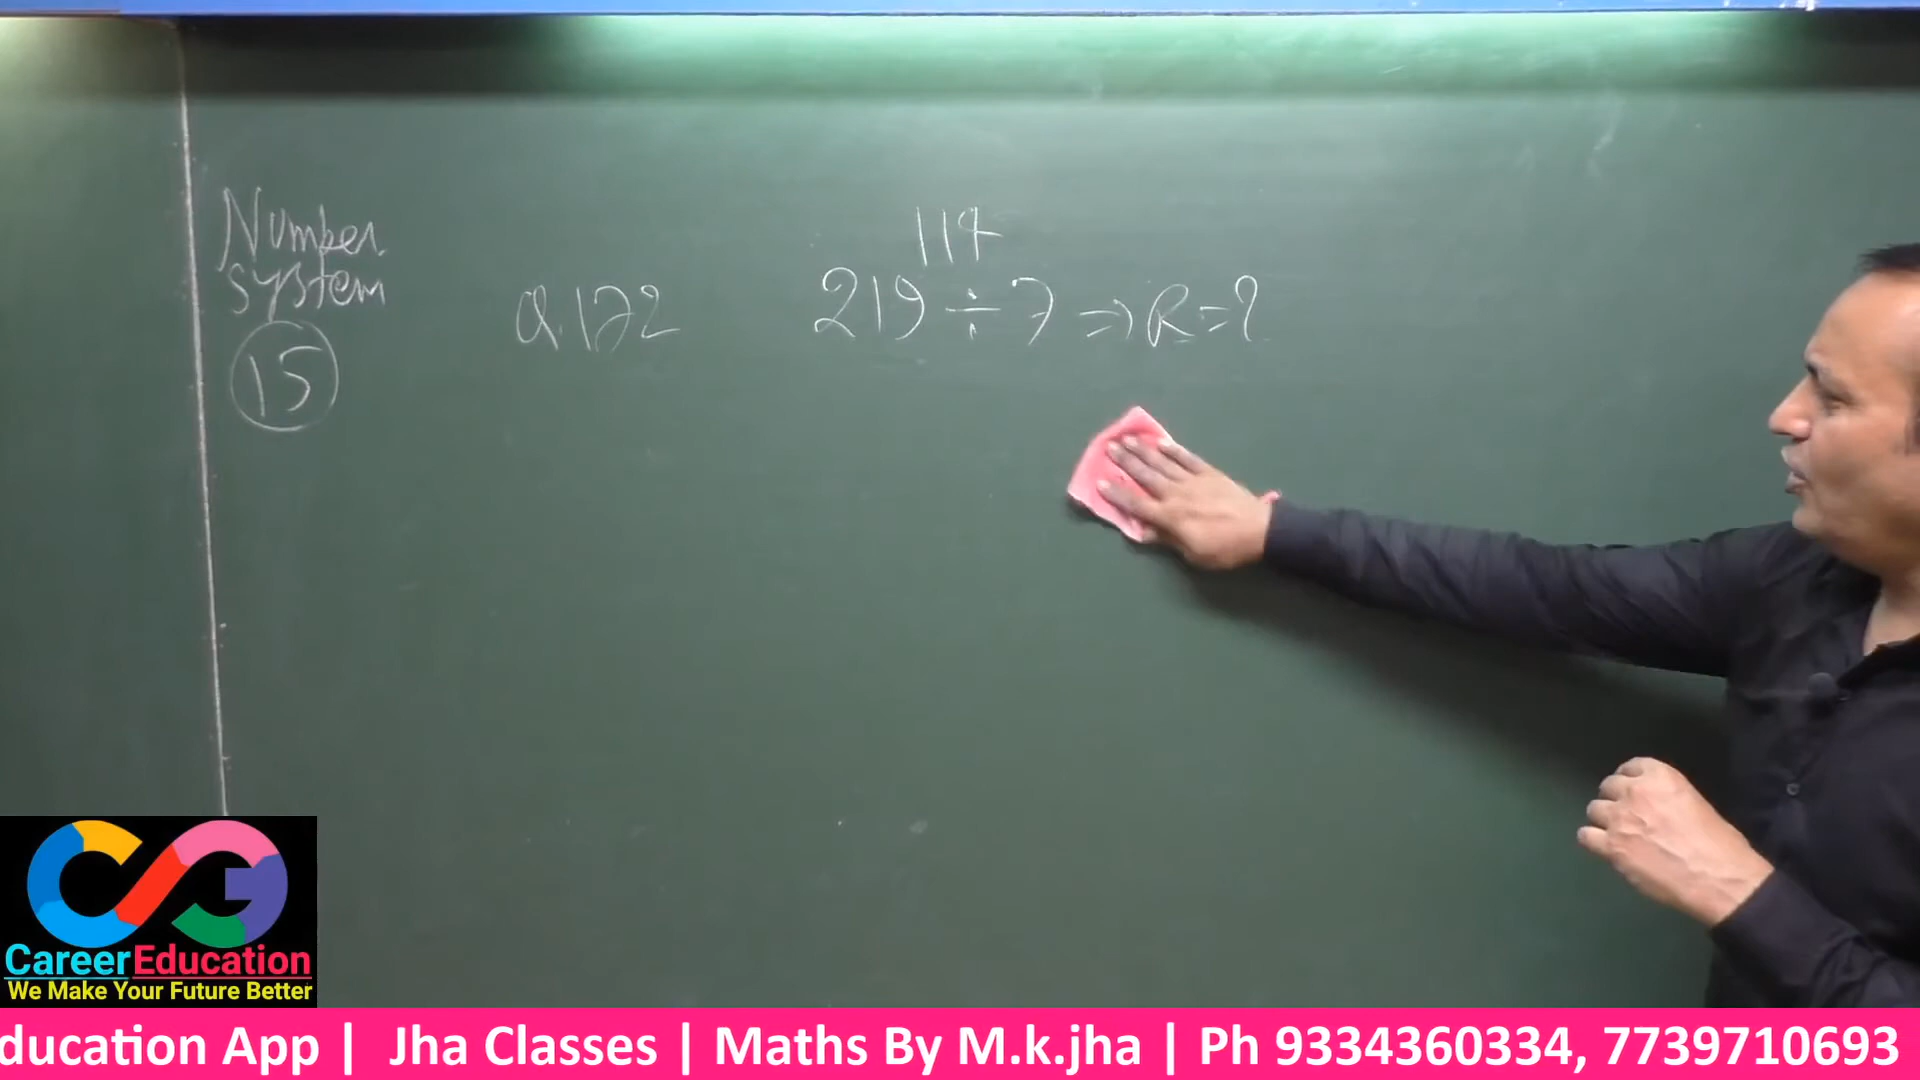 Number
System
15
Q.172
114
219 ÷ 7 => R = ?
CareerEducation
We Make Your Future Better
ducation App | Jha Classes | Maths By M.k.jha | Ph 9334360334, 7739710693